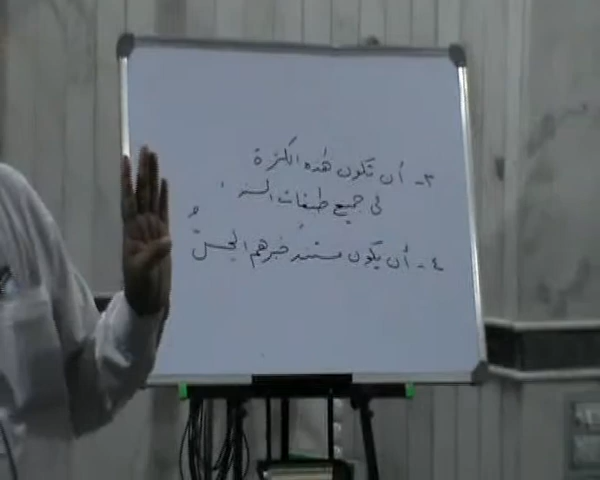 ٣- أن تكون هذه الكثرة
في جميع طبقات السند.
٤- أن يكون مستند خبرهم الحسُّ